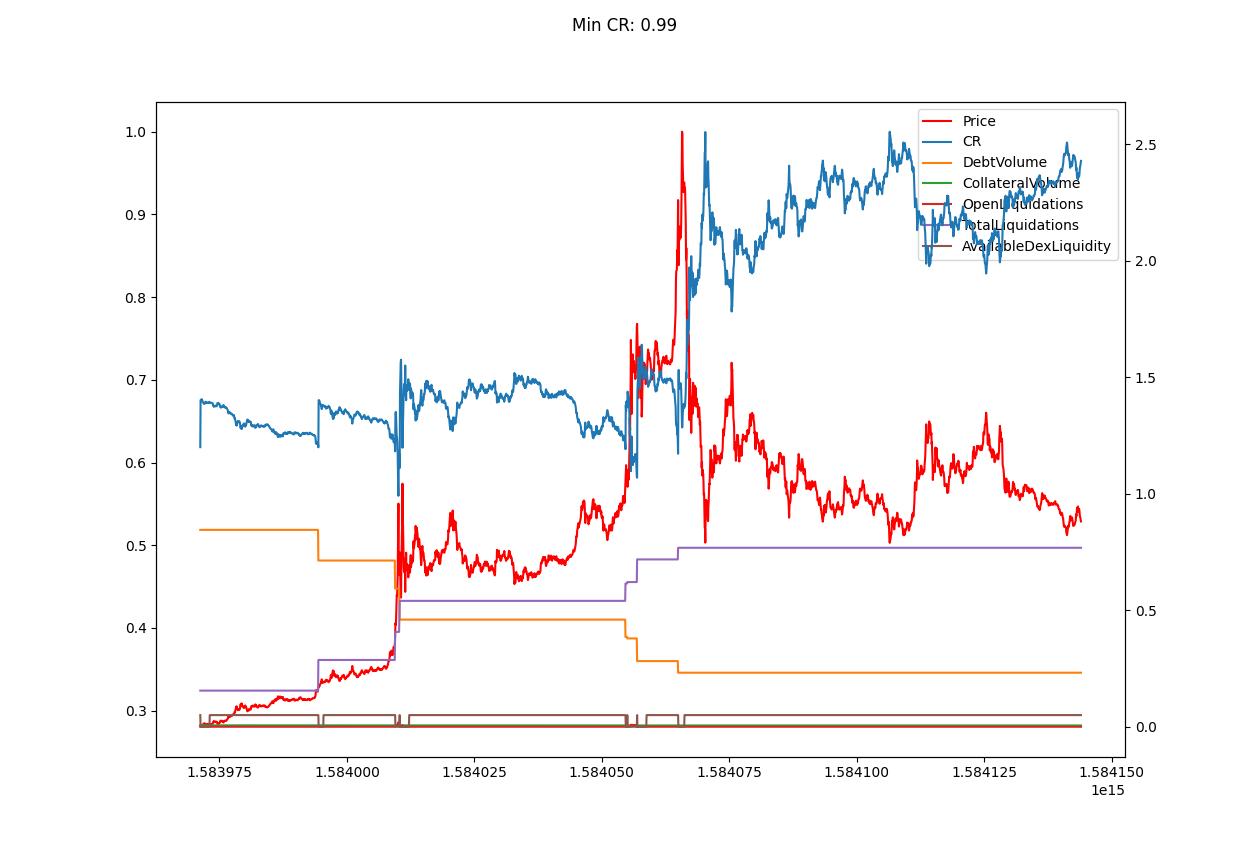 Min CR: 0.99
1.0
0.9
0.8
0.7
0.6
0.5
0.4
0.3
2.5
2.0
1.5
1.0
0.5
0.0
Price
CR
DebtVolume
CollateralVolume
OpenLiquidations
TotalLiquidations
AvailableDexLiquidity
1.583975 1.584000 1.584025 1.584050 1.584075 1.584100 1.584125 1.584150
1e15